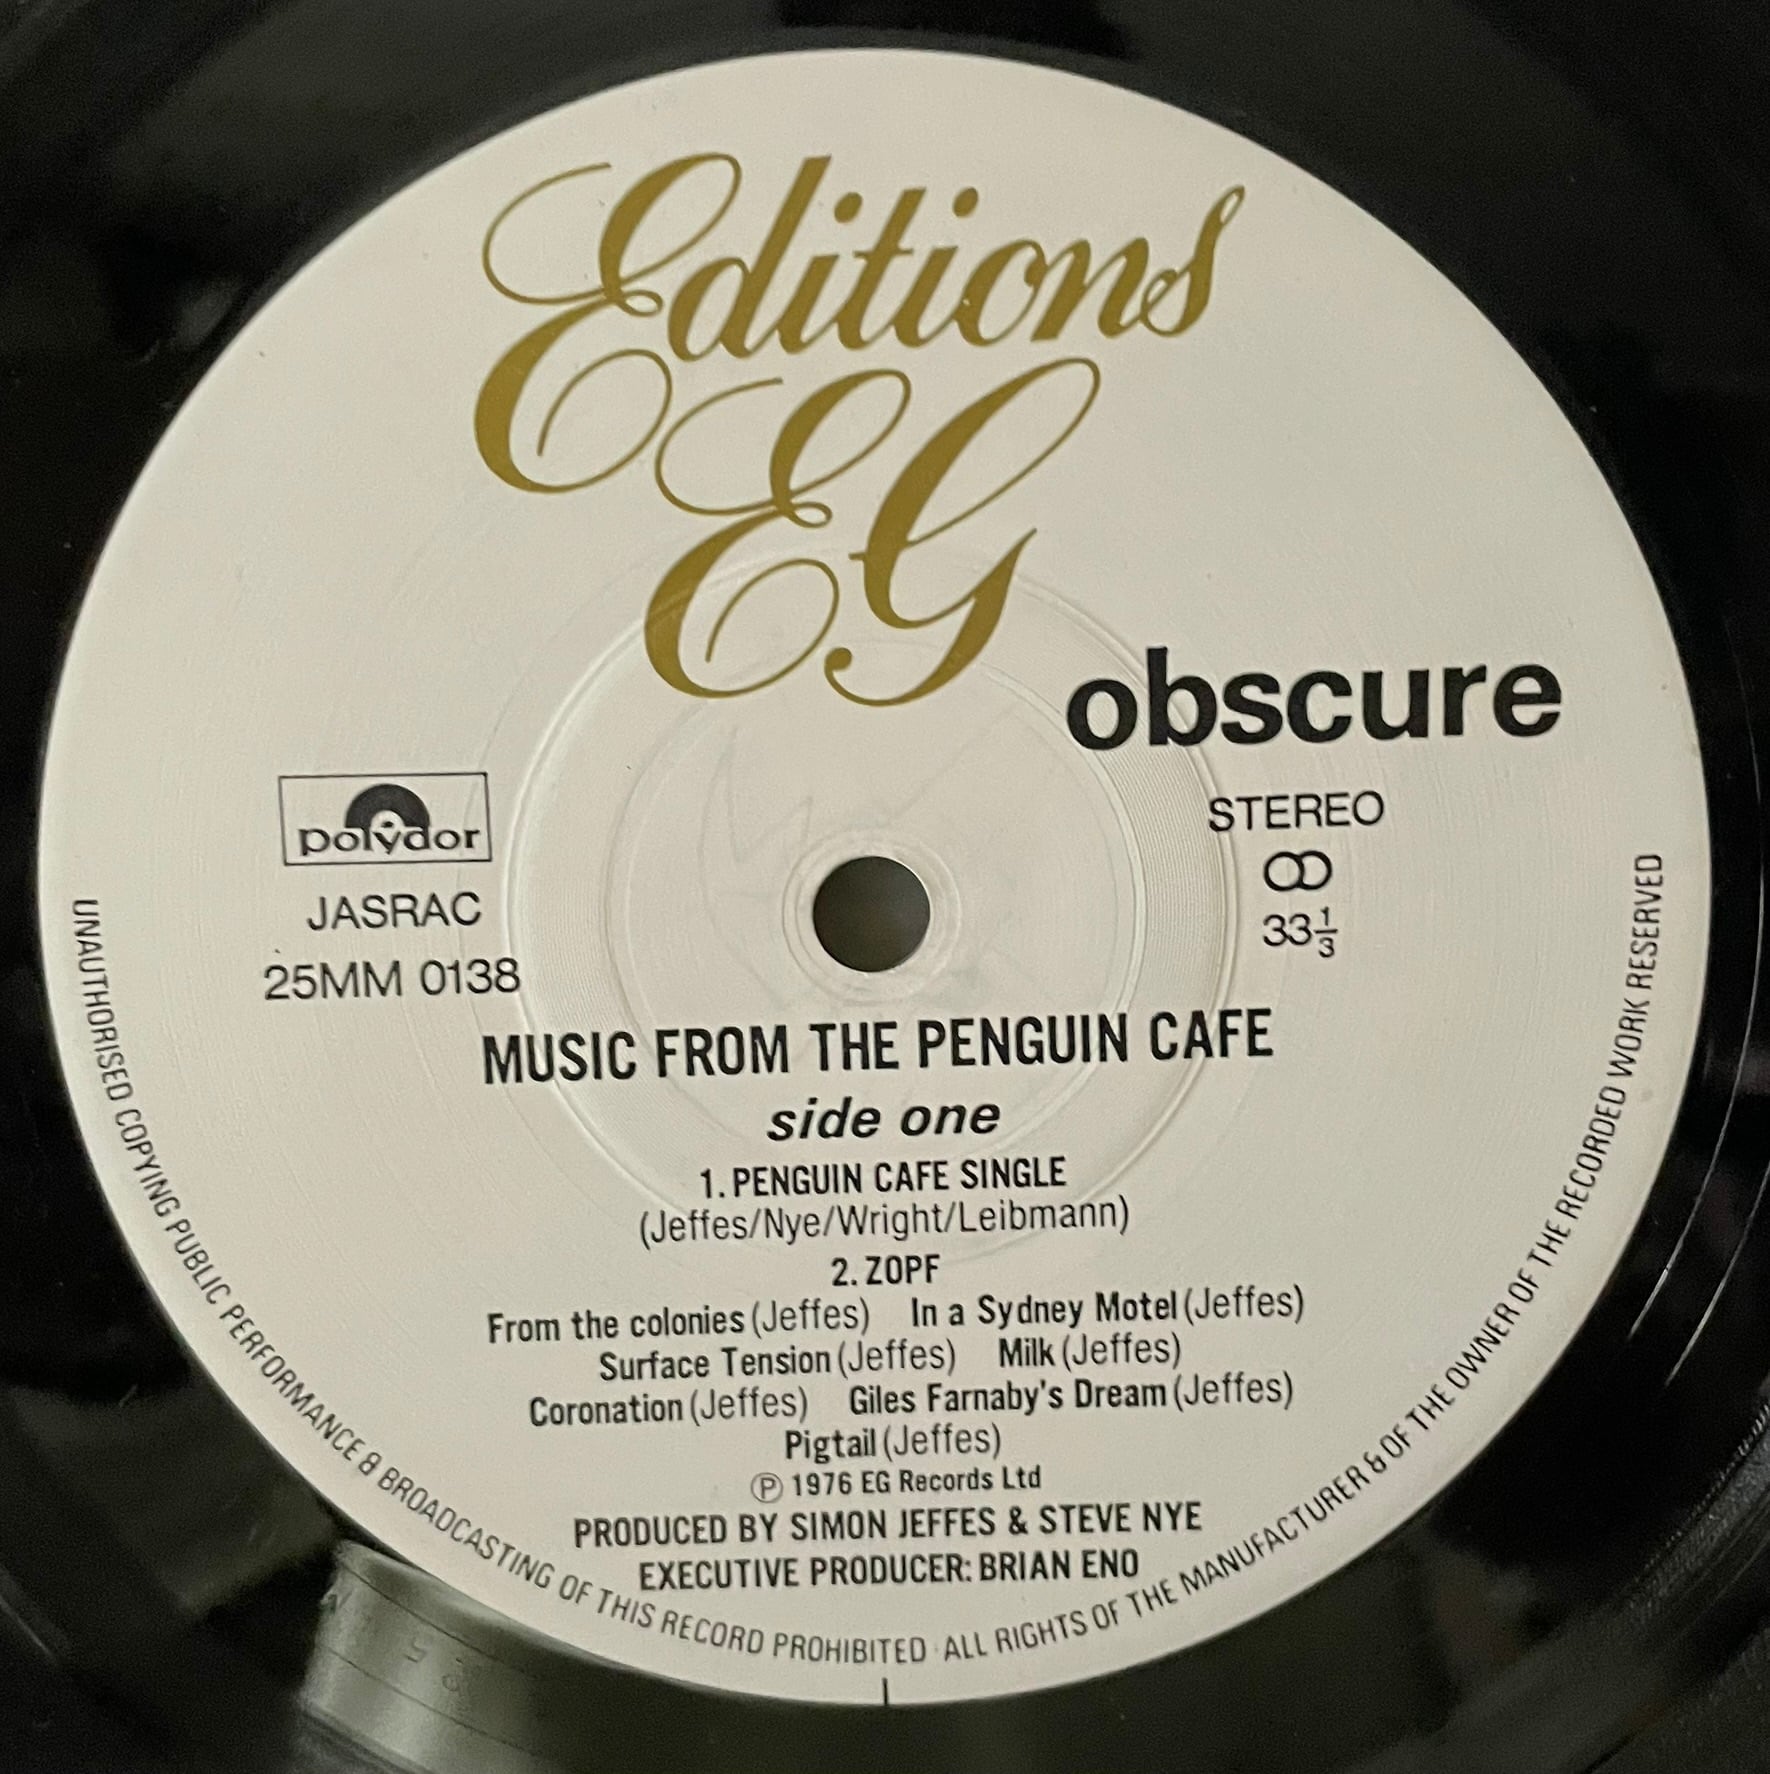 Editions
EG
obscure
polydor
JASRAC
25MM 0138
STEREO
33⅓
MUSIC FROM THE PENGUIN CAFE
side one
1. PENGUIN CAFE SINGLE
(Jeffes/Nye/Wright/Leibmann)
2. ZOPF
From the colonies (Jeffes) In a Sydney Motel (Jeffes)
Surface Tension (Jeffes) Milk (Jeffes)
Coronation (Jeffes) Giles Farnaby's Dream (Jeffes)
Pigtail (Jeffes)
℗ 1976 EG Records Ltd
PRODUCED BY SIMON JEFFES & STEVE NYE
EXECUTIVE PRODUCER: BRIAN ENO
UNAUTHORISED COPYING PUBLIC PERFORMANCE & BROADCASTING OF THIS RECORD PROHIBITED · ALL RIGHTS OF THE MANUFACTURER & OF THE OWNER OF THE RECORDED WORK RESERVED